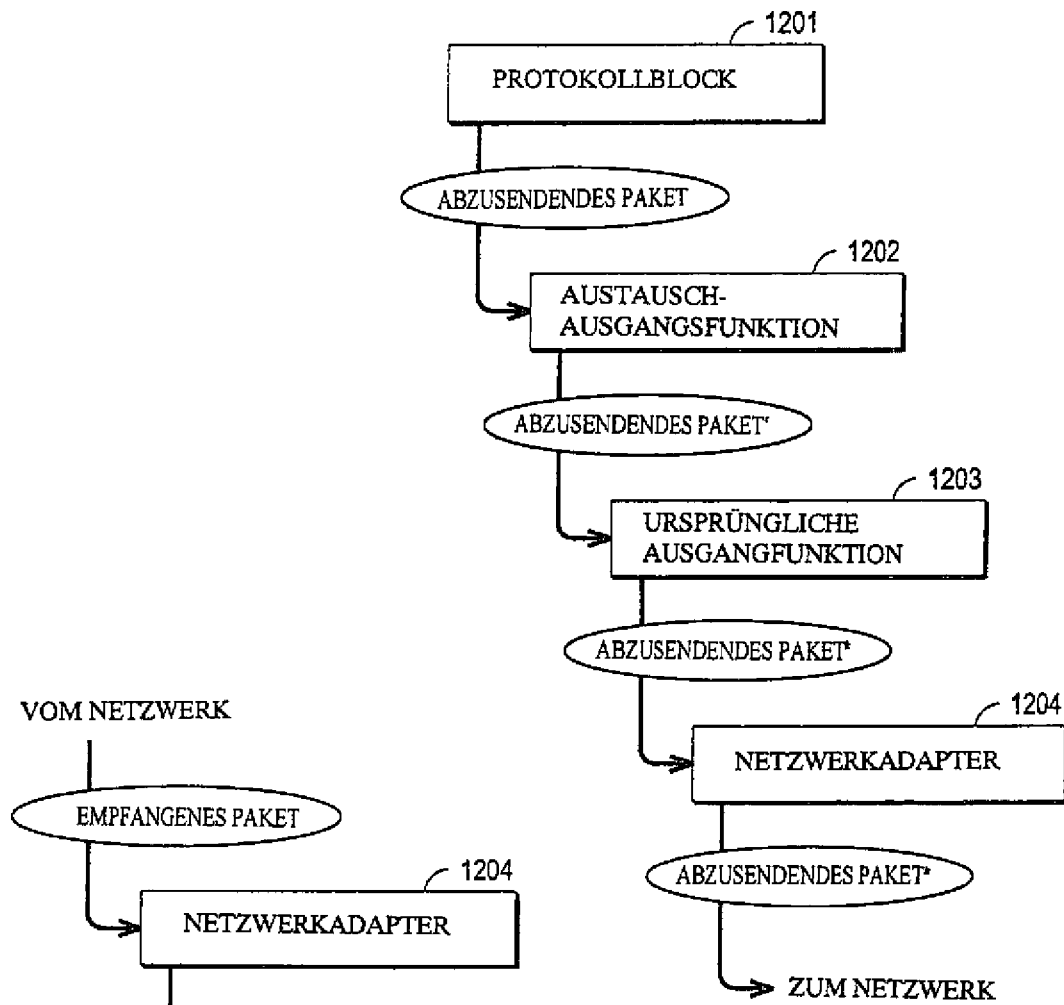 1201
PROTOKOLLBLOCK
ABZUSENDENDES PAKET
1202
AUSTAUSCH-
AUSGANGSFUNKTION
ABZUSENDENDES PAKET'
1203
URSPRÜNGLICHE
AUSGANGFUNKTION
ABZUSENDENDES PAKET*
1204
NETZWERKADAPTER
ABZUSENDENDES PAKET*
ZUM NETZWERK
VOM NETZWERK
EMPFANGENES PAKET
1204
NETZWERKADAPTER